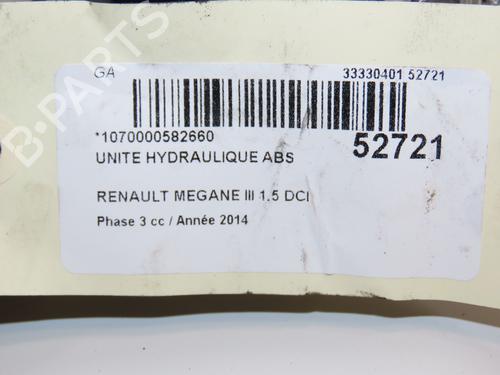 GA 33330401 52721
*1070000582660 52721
UNITE HYDRAULIQUE ABS
RENAULT MEGANE III 1.5 DCI
Phase 3 cc / Année 2014
B-PARTS